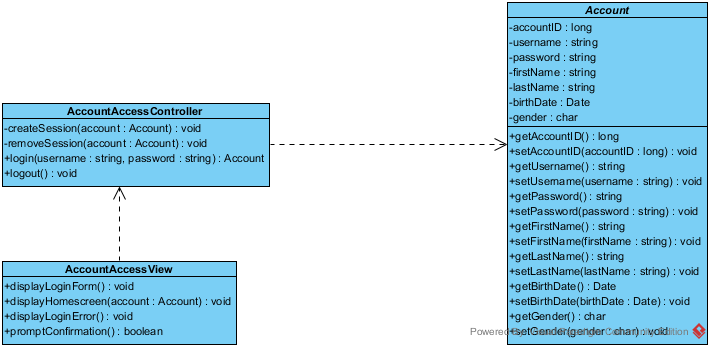 Account
-accountID : long
-username : string
-password : string
-firstName : string
-lastName : string
-birthDate : Date
-gender : char
+getAccountID() : long
+setAccountID(accountID : long) : void
+getUsername() : string
+setUsername(username : string) : void
+getPassword() : string
+setPassword(password : string) : void
+getFirstName() : string
+setFirstName(firstName : string) : void
+getLastName() : string
+setLastName(lastName : string) : void
+getBirthDate() : Date
+setBirthDate(birthDate : Date) : void
+getGender() : char
+setGender(gender : char) : void
AccountAccessController
-createSession(account : Account) : void
-removeSession(account : Account) : void
+login(username : string, password : string) : Account
+logout() : void
AccountAccessView
+displayLoginForm() : void
+displayHomescreen(account : Account) : void
+displayLoginError() : void
+promptConfirmation() : boolean
Powered By Community Edition